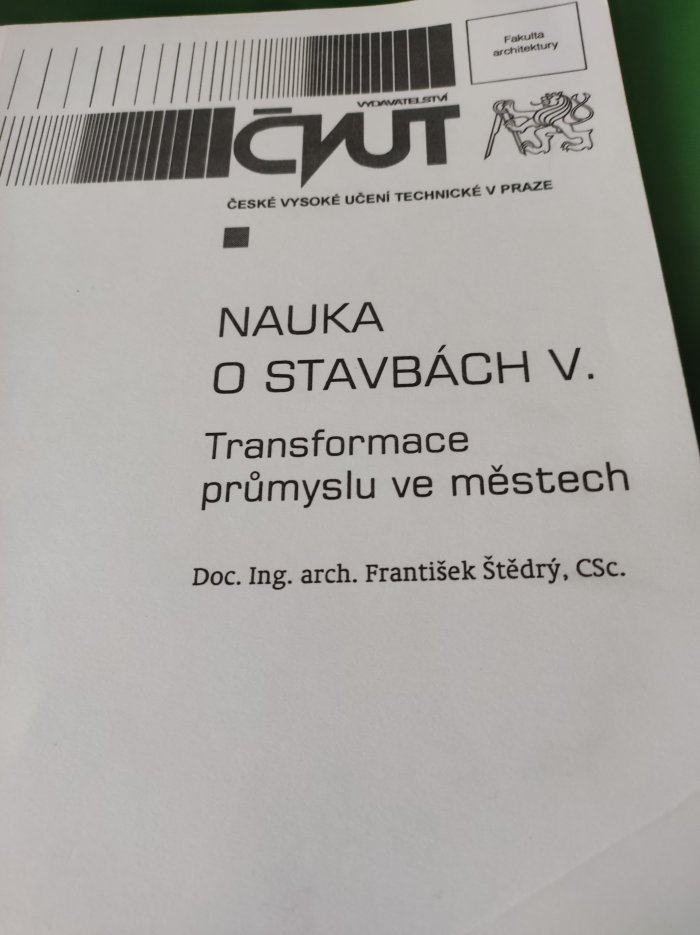 Fakulta
architektury
VYDAVATELSTVÍ
ČVUT
ČESKÉ VYSOKÉ UČENÍ TECHNICKÉ V PRAZE
NAUKA
O STAVBÁCH V.
Transformace
průmyslu ve městech
Doc. Ing. arch. František Štědrý, CSc.